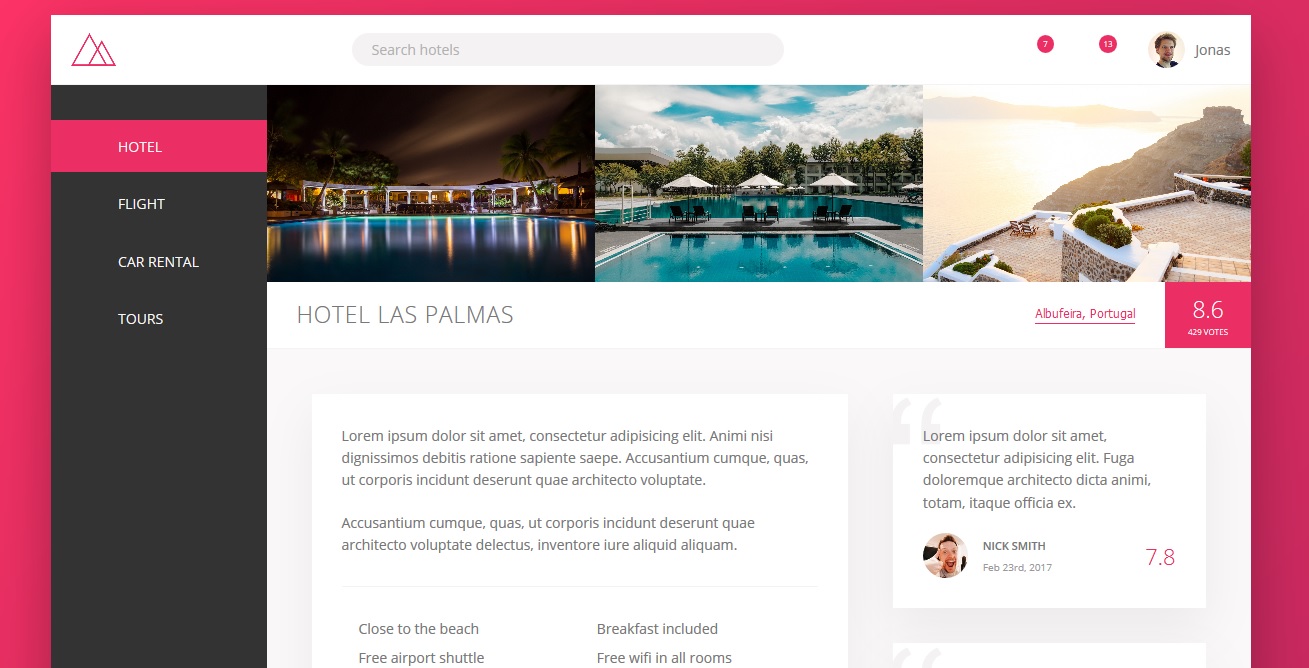 Search hotels
7
13
Jonas
HOTEL
FLIGHT
CAR RENTAL
TOURS
HOTEL LAS PALMAS
Albufeira, Portugal
8.6
429 VOTES
Lorem ipsum dolor sit amet, consectetur adipisicing elit. Animi nisi
dignissimos debitis ratione sapiente saepe. Accusantium cumque, quas,
ut corporis incidunt deserunt quae architecto voluptate.
Accusantium cumque, quas, ut corporis incidunt deserunt quae
architecto voluptate delectus, inventore iure aliquid aliquam.
Close to the beach
Breakfast included
Free airport shuttle
Free wifi in all rooms
“
Lorem ipsum dolor sit amet,
consectetur adipisicing elit. Fuga
doloremque architecto dicta animi,
totam, itaque officia ex.
NICK SMITH
Feb 23rd, 2017
7.8
“